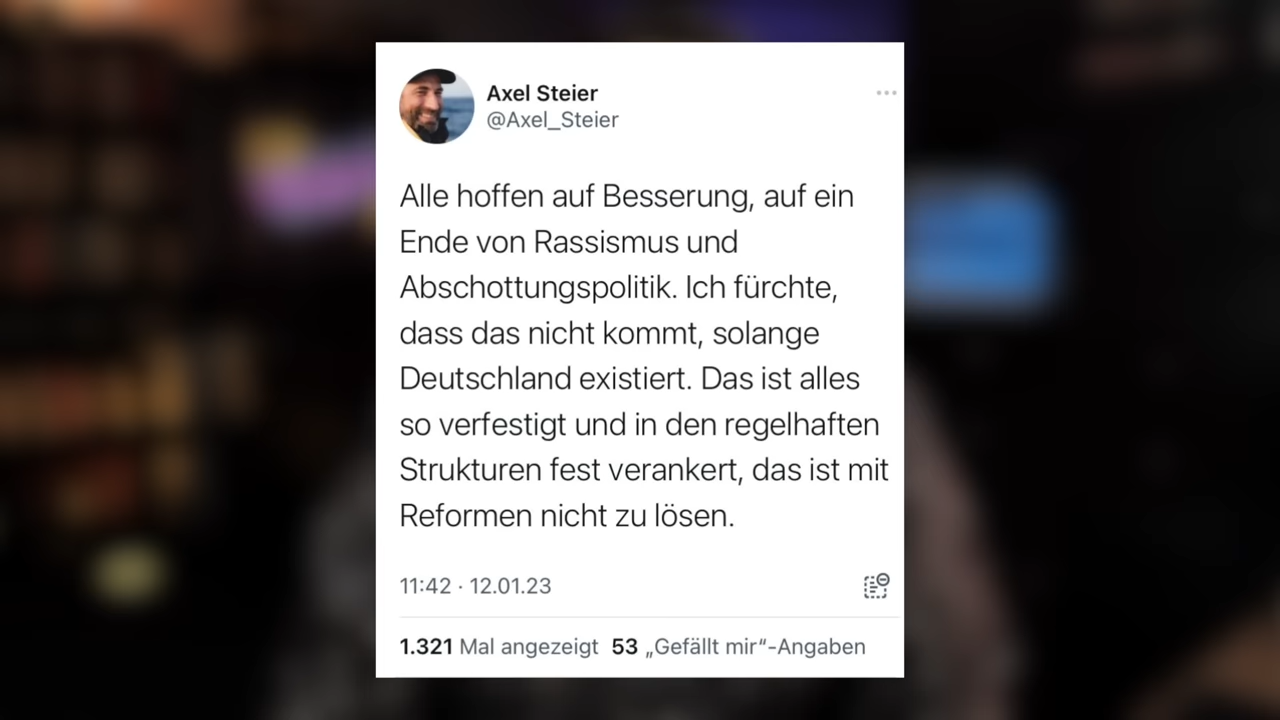 Axel Steier
@Axel_Steier
Alle hoffen auf Besserung, auf ein
Ende von Rassismus und
Abschottungspolitik. Ich fürchte,
dass das nicht kommt, solange
Deutschland existiert. Das ist alles
so verfestigt und in den regelhaften
Strukturen fest verankert, das ist mit
Reformen nicht zu lösen.
11:42 · 12.01.23
1.321 Mal angezeigt 53 „Gefällt mir“-Angaben